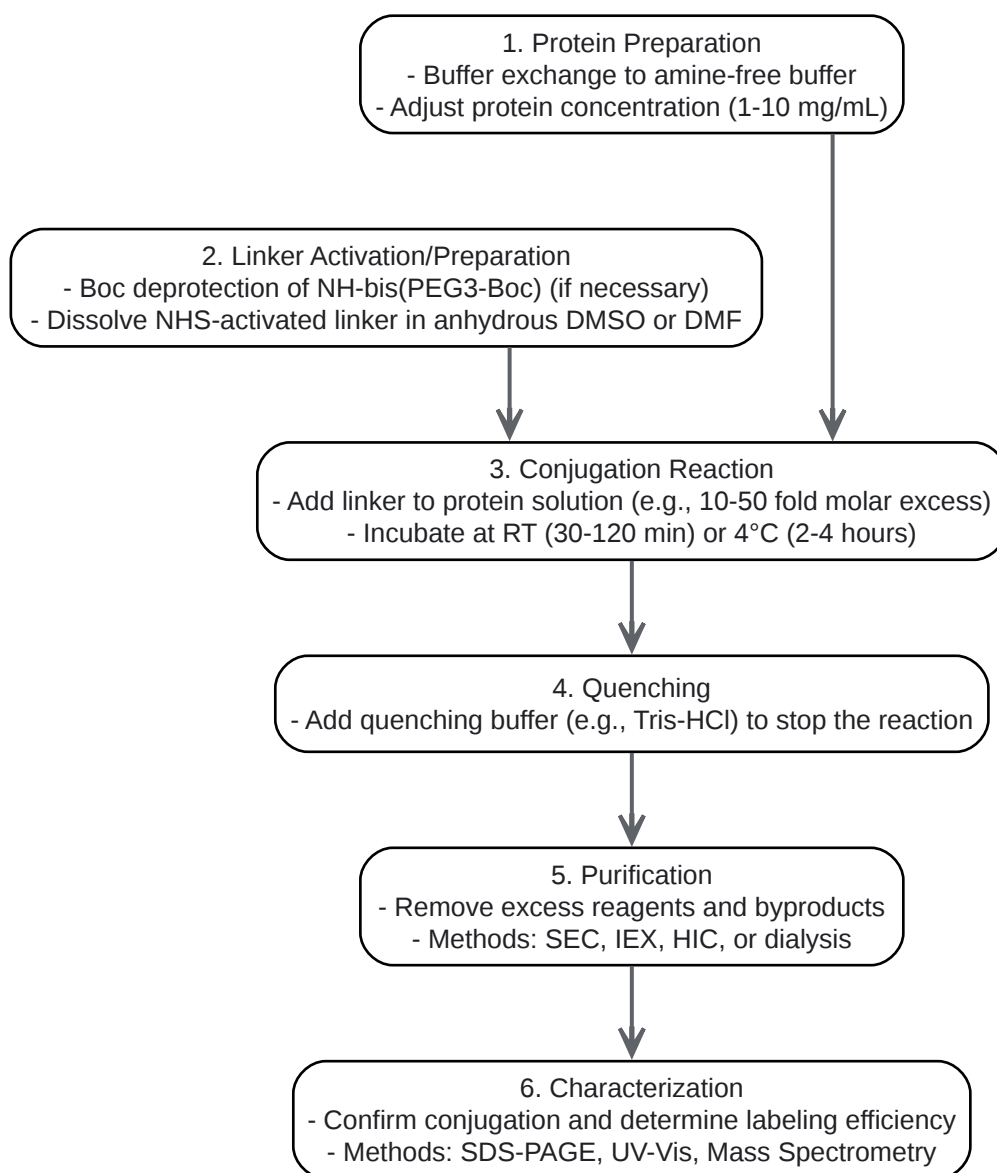 1. Protein Preparation
- Buffer exchange to amine-free buffer
- Adjust protein concentration (1-10 mg/mL)
2. Linker Activation/Preparation
- Boc deprotection of NH-bis(PEG3-Boc) (if necessary)
- Dissolve NHS-activated linker in anhydrous DMSO or DMF
3. Conjugation Reaction
- Add linker to protein solution (e.g., 10-50 fold molar excess)
- Incubate at RT (30-120 min) or 4°C (2-4 hours)
4. Quenching
- Add quenching buffer (e.g., Tris-HCl) to stop the reaction
5. Purification
- Remove excess reagents and byproducts
- Methods: SEC, IEX, HIC, or dialysis
6. Characterization
- Confirm conjugation and determine labeling efficiency
- Methods: SDS-PAGE, UV-Vis, Mass Spectrometry